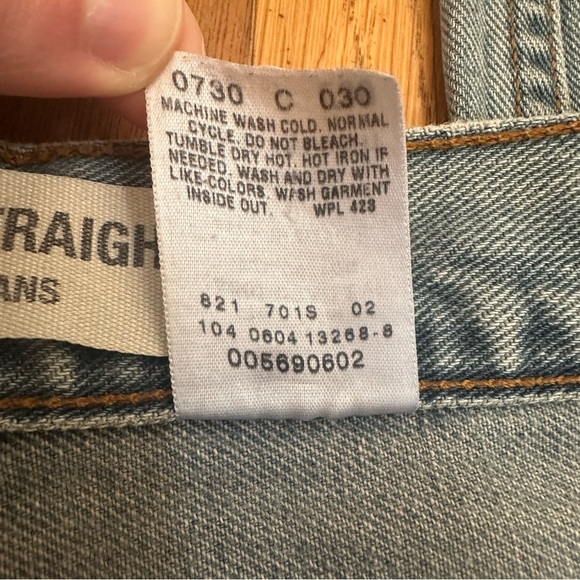 0730 C 030
MACHINE WASH COLD. NORMAL
CYCLE. DO NOT BLEACH.
TUMBLE DRY HOT. HOT IRON IF
NEEDED. WASH AND DRY WITH
LIKE-COLORS. WASH GARMENT
INSIDE OUT. WPL 423
821 701S 02
104 0604 13268-8
005690602
TRAIGH
ANS